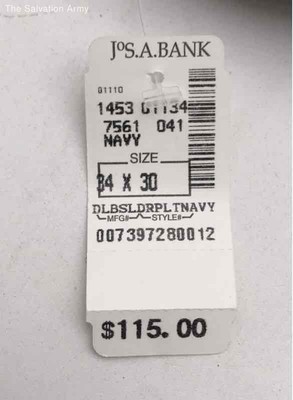 The Salvation Army
JoS.A.BANK
01110
1453 01134
7561 041
NAVY
SIZE
34 X 30
DLBSLDRPLTNAVY
MFG# STYLE#
007397280012
$115.00